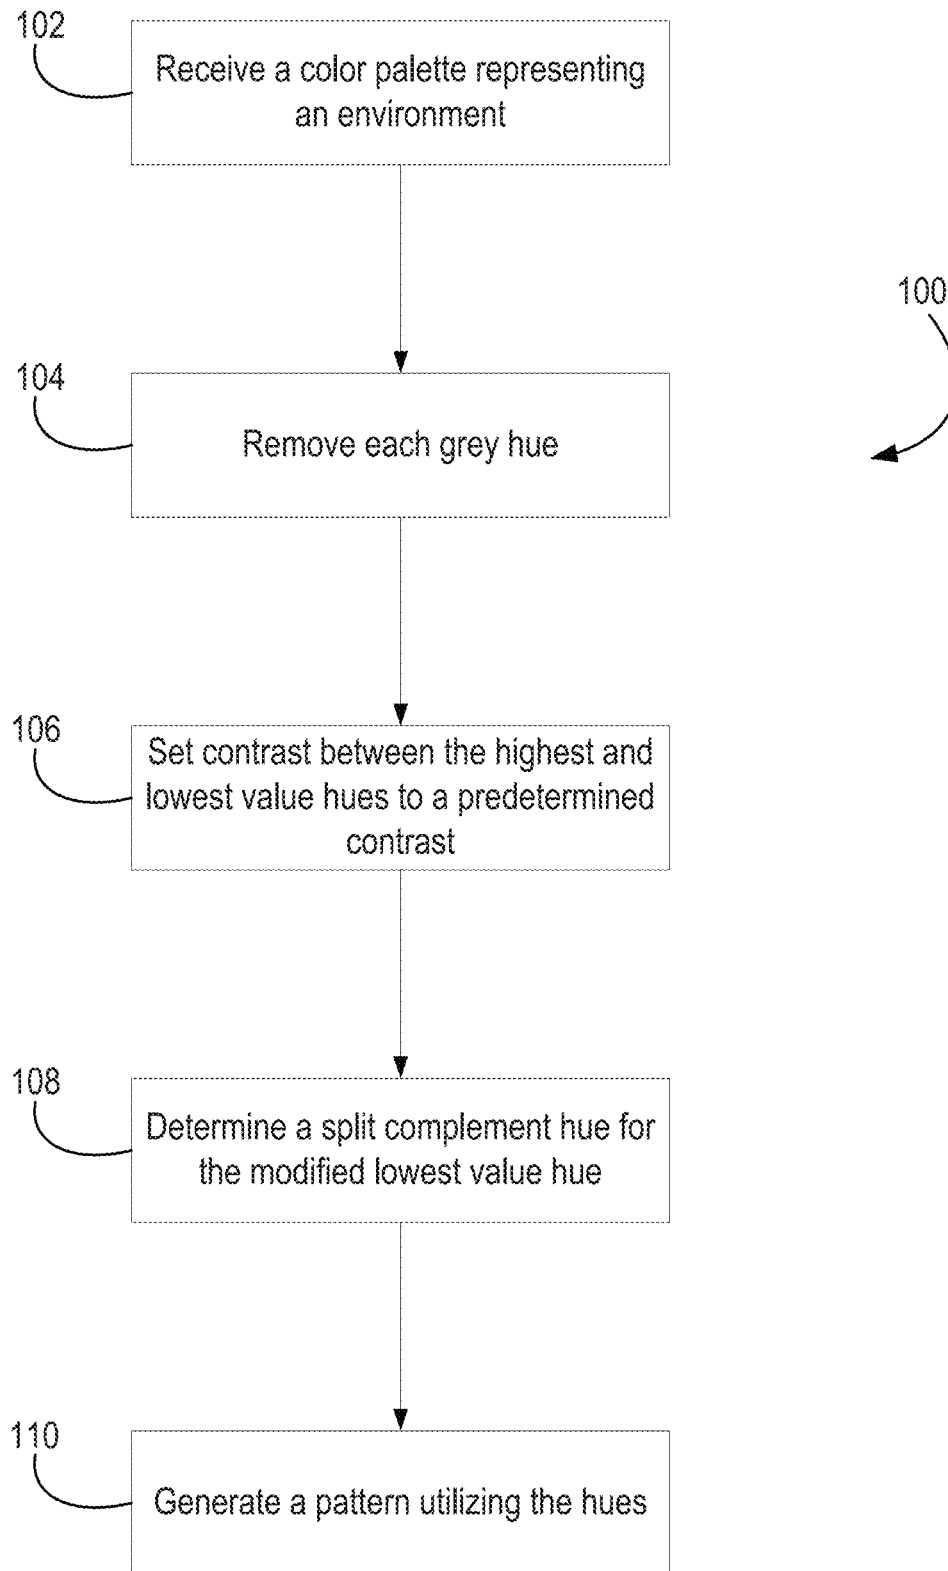 102
Receive a color palette representing
an environment
100
104
Remove each grey hue
106
Set contrast between the highest and
lowest value hues to a predetermined
contrast
108
Determine a split complement hue for
the modified lowest value hue
110
Generate a pattern utilizing the hues